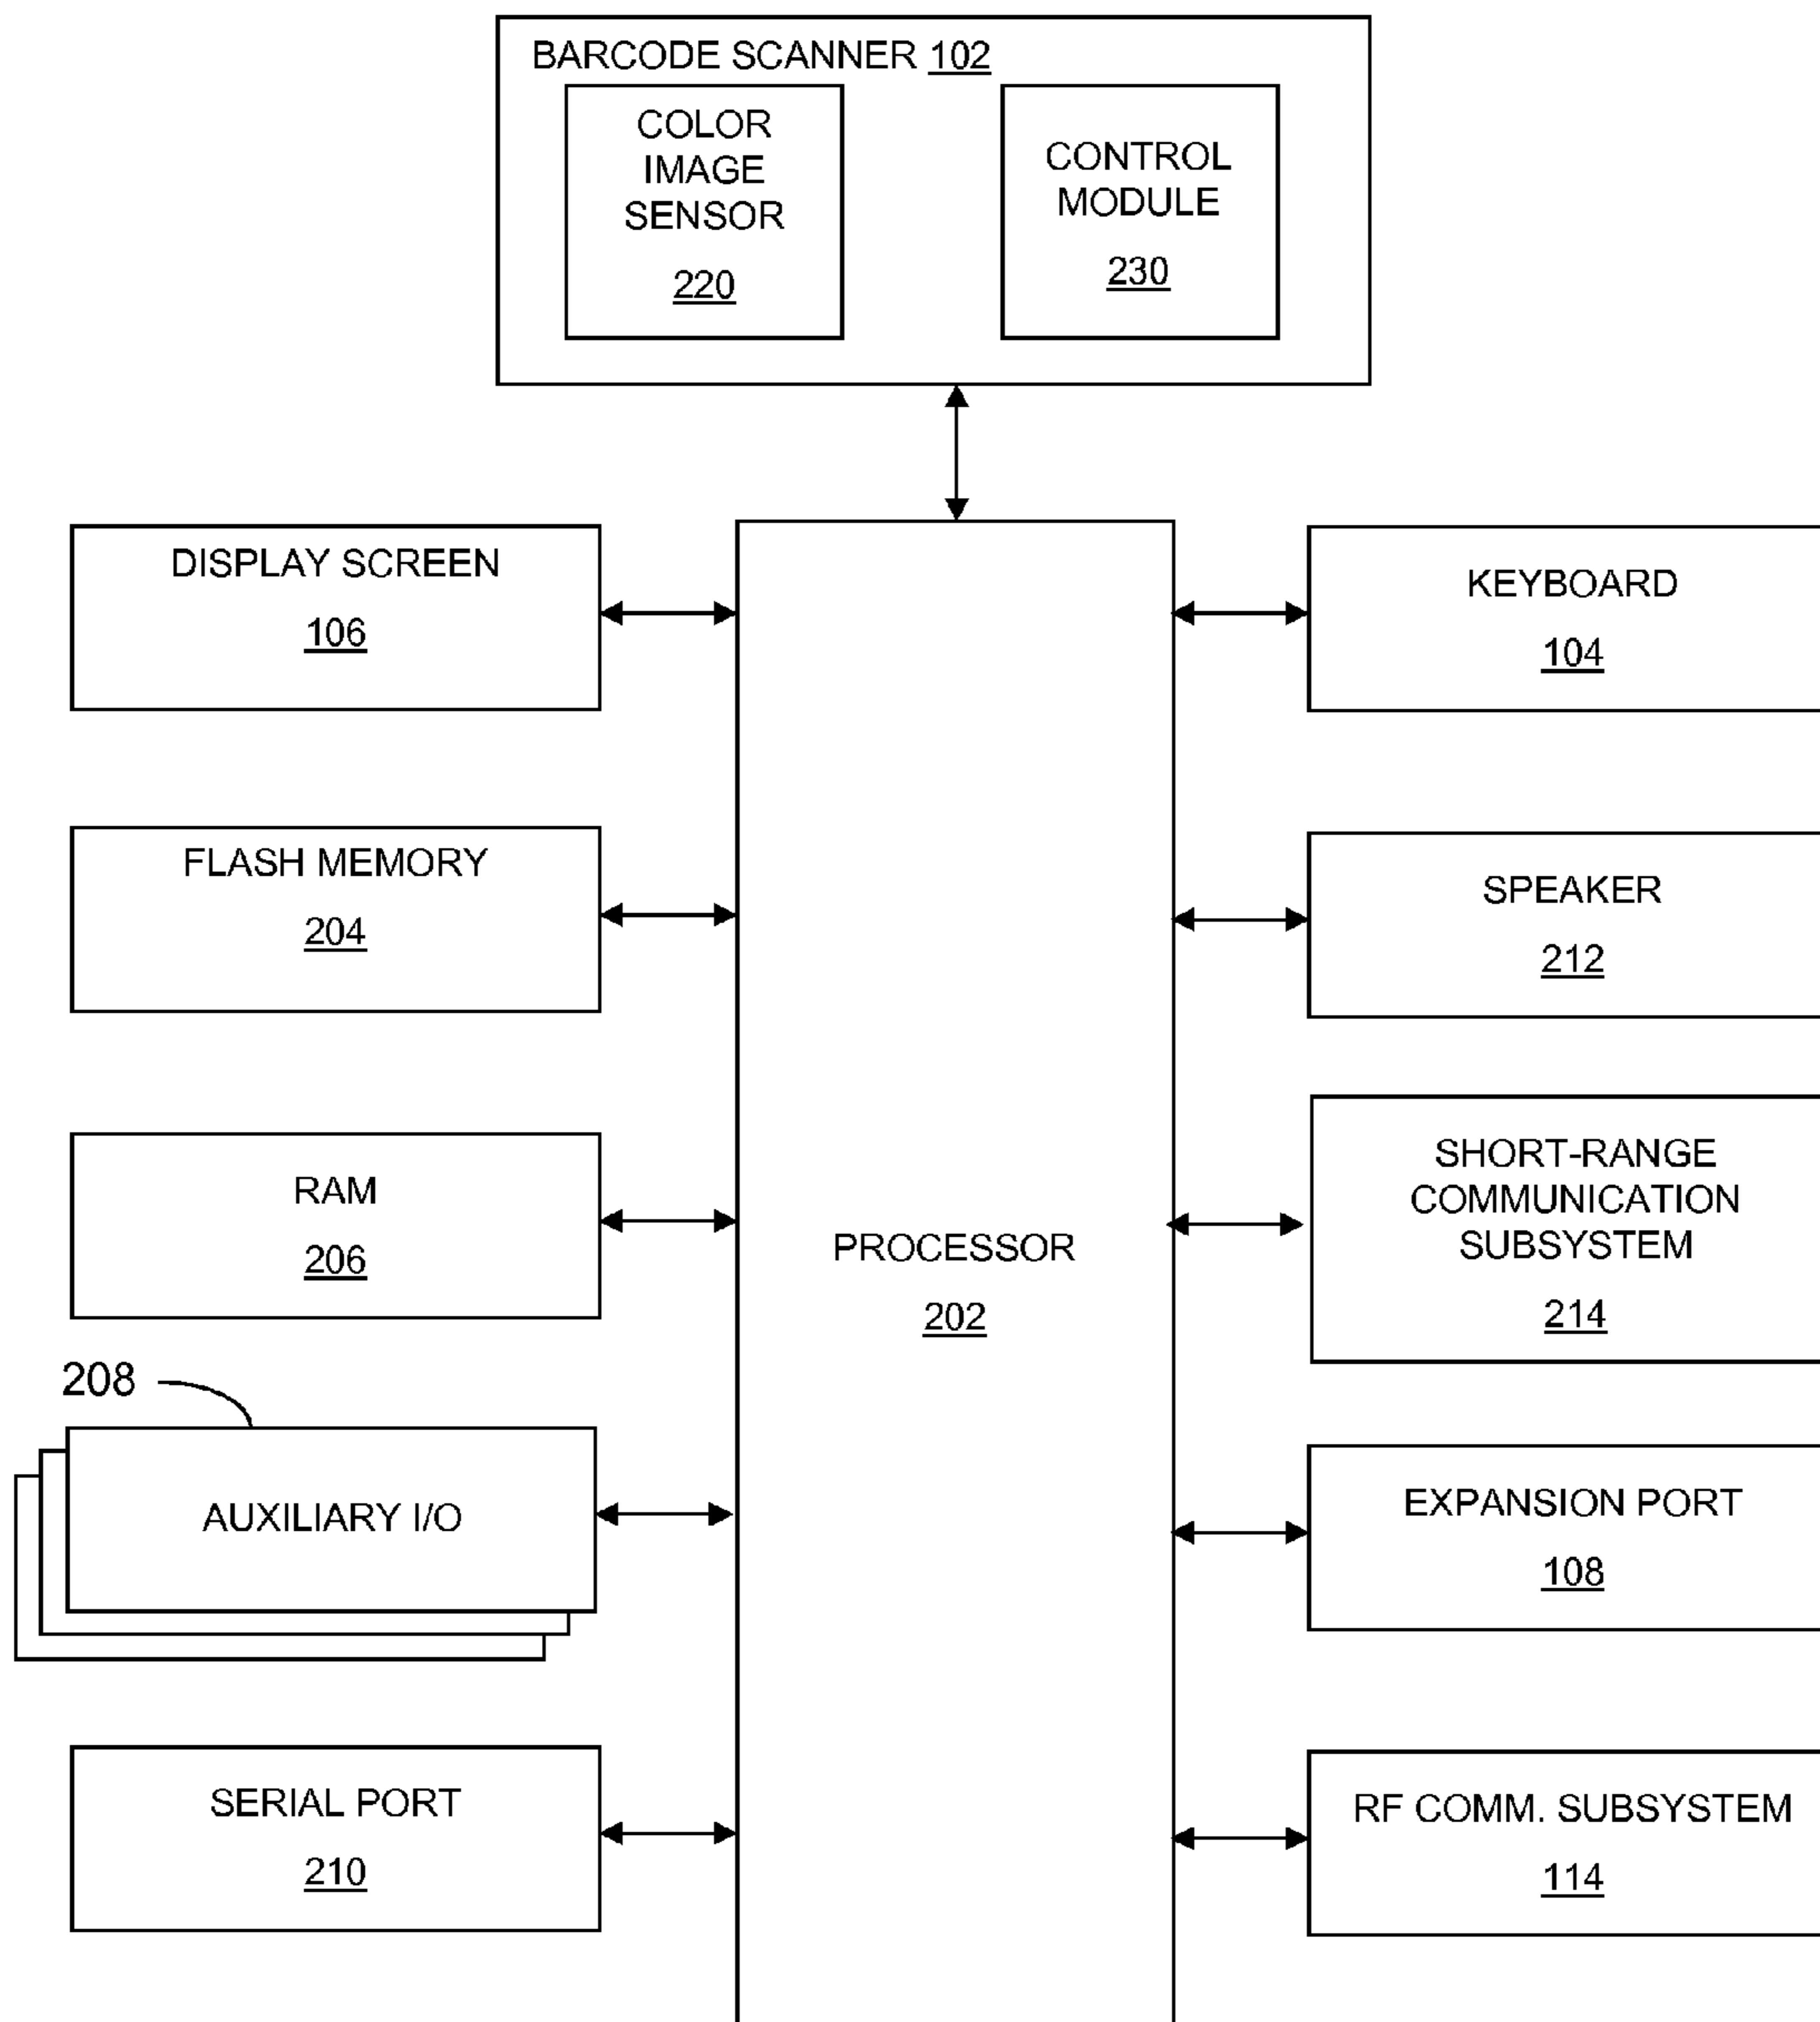 BARCODE SCANNER 102
COLOR
IMAGE
SENSOR
220
CONTROL
MODULE
230
DISPLAY SCREEN
106
KEYBOARD
104
FLASH MEMORY
204
SPEAKER
212
RAM
206
PROCESSOR
202
SHORT-RANGE
COMMUNICATION
SUBSYSTEM
214
208
AUXILIARY I/O
EXPANSION PORT
108
SERIAL PORT
210
RF COMM. SUBSYSTEM
114